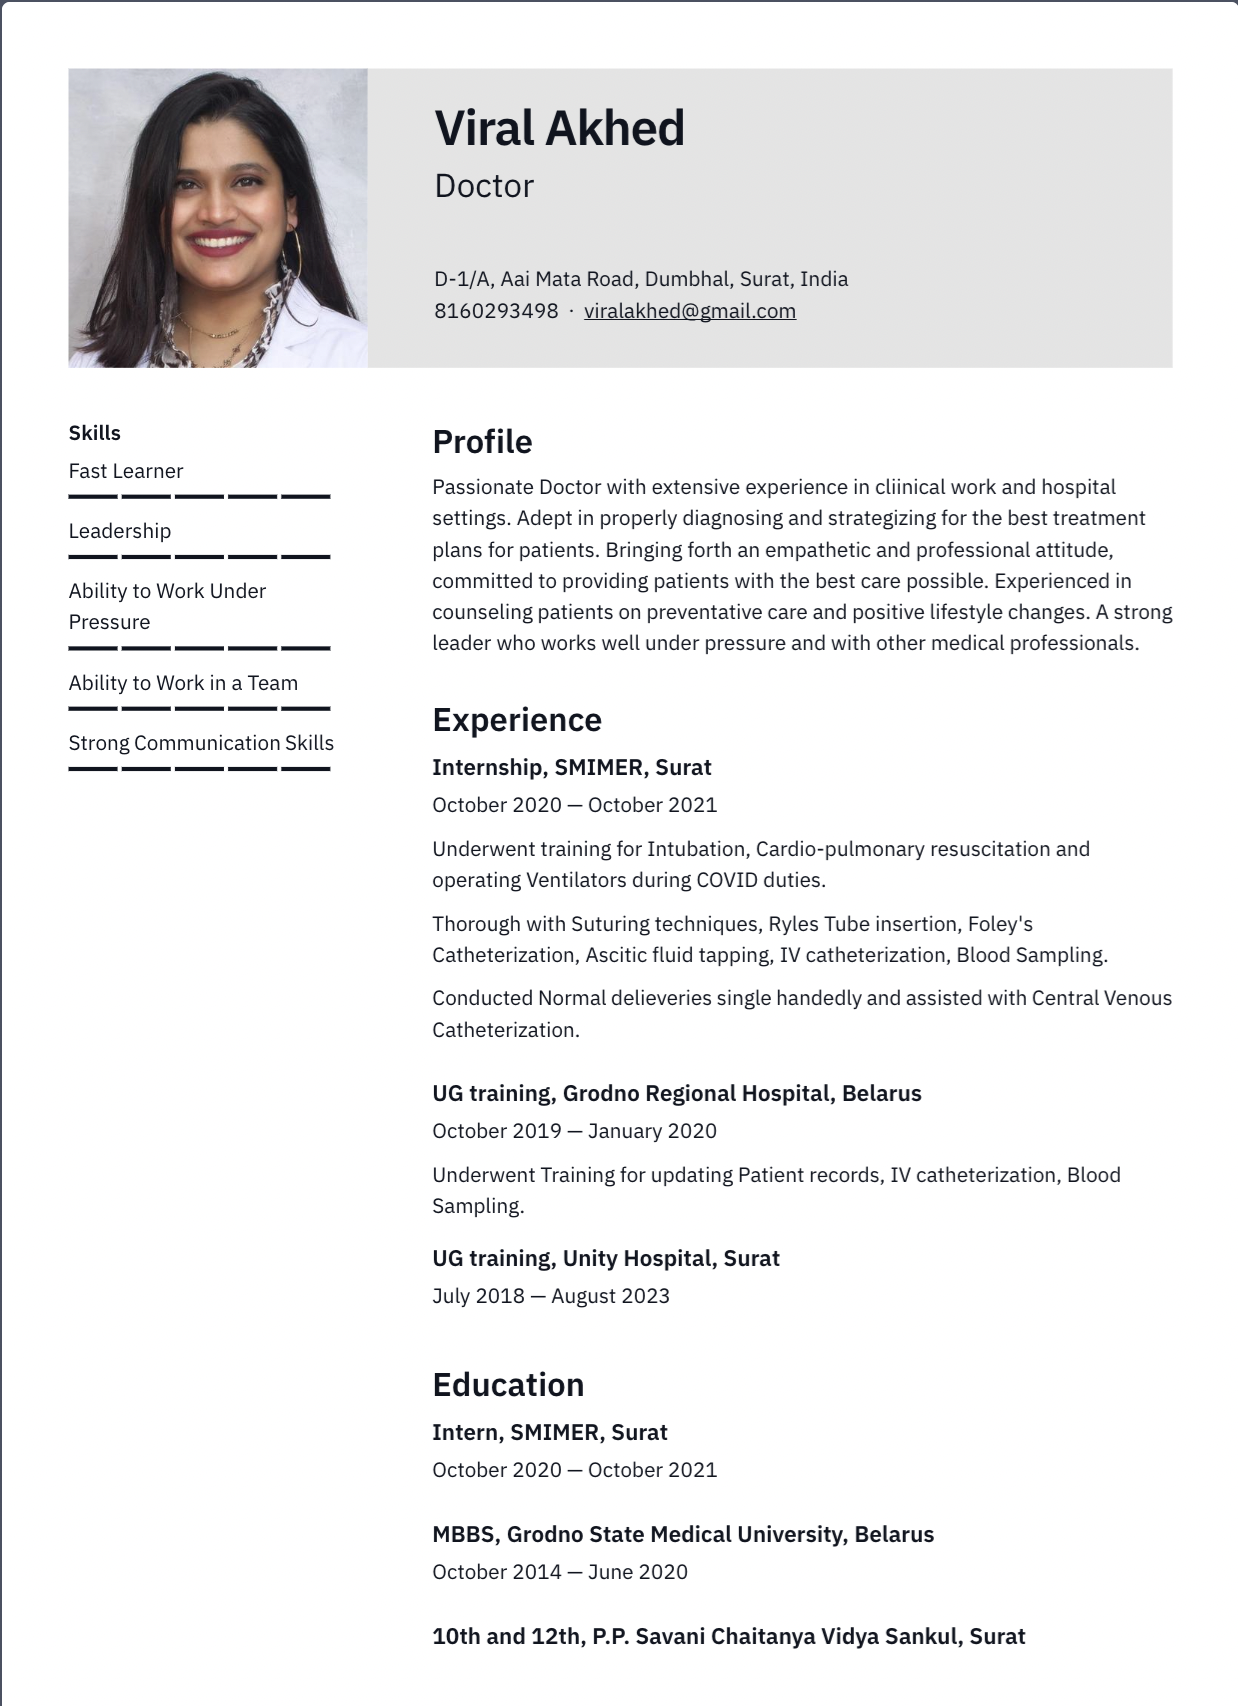 Viral Akhed
Doctor
D-1/A, Aai Mata Road, Dumbhal, Surat, India
8160293498 · viralakhed@gmail.com
Skills
Fast Learner
Leadership
Ability to Work Under
Pressure
Ability to Work in a Team
Strong Communication Skills
Profile
Passionate Doctor with extensive experience in cliinical work and hospital
settings. Adept in properly diagnosing and strategizing for the best treatment
plans for patients. Bringing forth an empathetic and professional attitude,
committed to providing patients with the best care possible. Experienced in
counseling patients on preventative care and positive lifestyle changes. A strong
leader who works well under pressure and with other medical professionals.
Experience
Internship, SMIMER, Surat
October 2020 — October 2021
Underwent training for Intubation, Cardio-pulmonary resuscitation and
operating Ventilators during COVID duties.
Thorough with Suturing techniques, Ryles Tube insertion, Foley's
Catheterization, Ascitic fluid tapping, IV catheterization, Blood Sampling.
Conducted Normal delieveries single handedly and assisted with Central Venous
Catheterization.
UG training, Grodno Regional Hospital, Belarus
October 2019 — January 2020
Underwent Training for updating Patient records, IV catheterization, Blood
Sampling.
UG training, Unity Hospital, Surat
July 2018 — August 2023
Education
Intern, SMIMER, Surat
October 2020 — October 2021
MBBS, Grodno State Medical University, Belarus
October 2014 — June 2020
10th and 12th, P.P. Savani Chaitanya Vidya Sankul, Surat